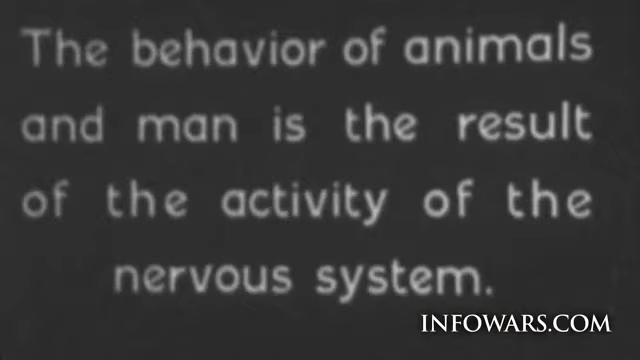 The behavior of animals
and man is the result
of the activity of the
nervous system.
INFOWARS.COM